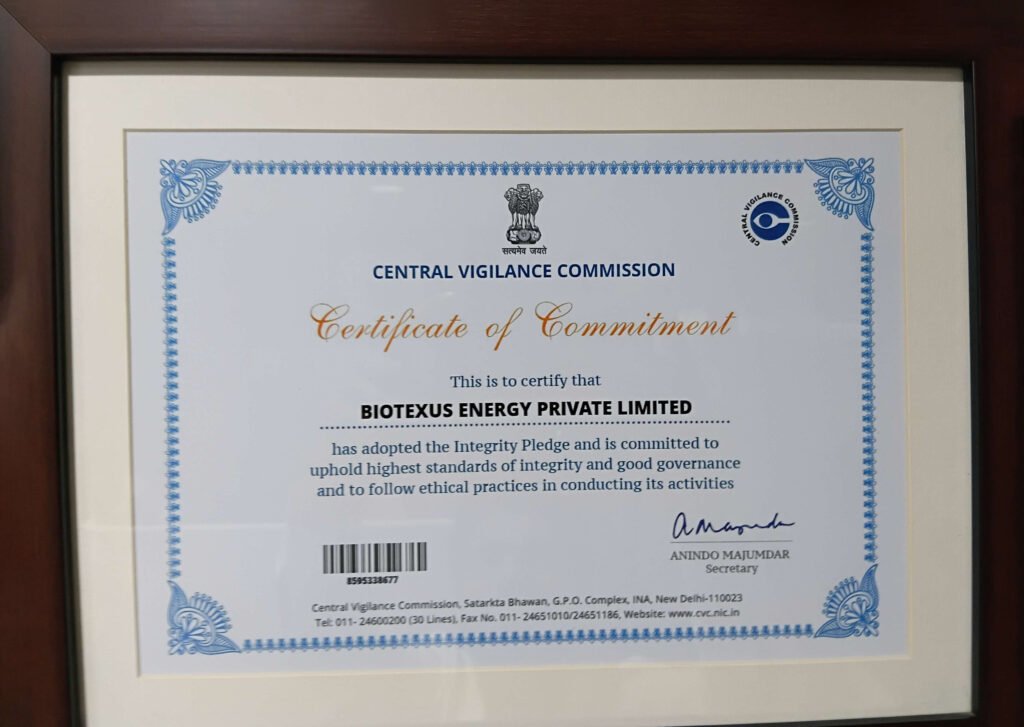 सत्यमेव जयते
CENTRAL VIGILANCE COMMISSION
CENTRAL VIGILANCE COMMISSION
Certificate of Commitment
This is to certify that
BIOTEXUS ENERGY PRIVATE LIMITED
has adopted the Integrity Pledge and is committed to
uphold highest standards of integrity and good governance
and to follow ethical practices in conducting its activities
A Majumdar
ANINDO MAJUMDAR
Secretary
8595338677
Central Vigilance Commission, Satarkta Bhawan, G.P.O. Complex, INA, New Delhi-110023
Tel: 011- 24600200 (30 Lines), Fax No. 011- 24651010/24651186, Website: www.cvc.nic.in